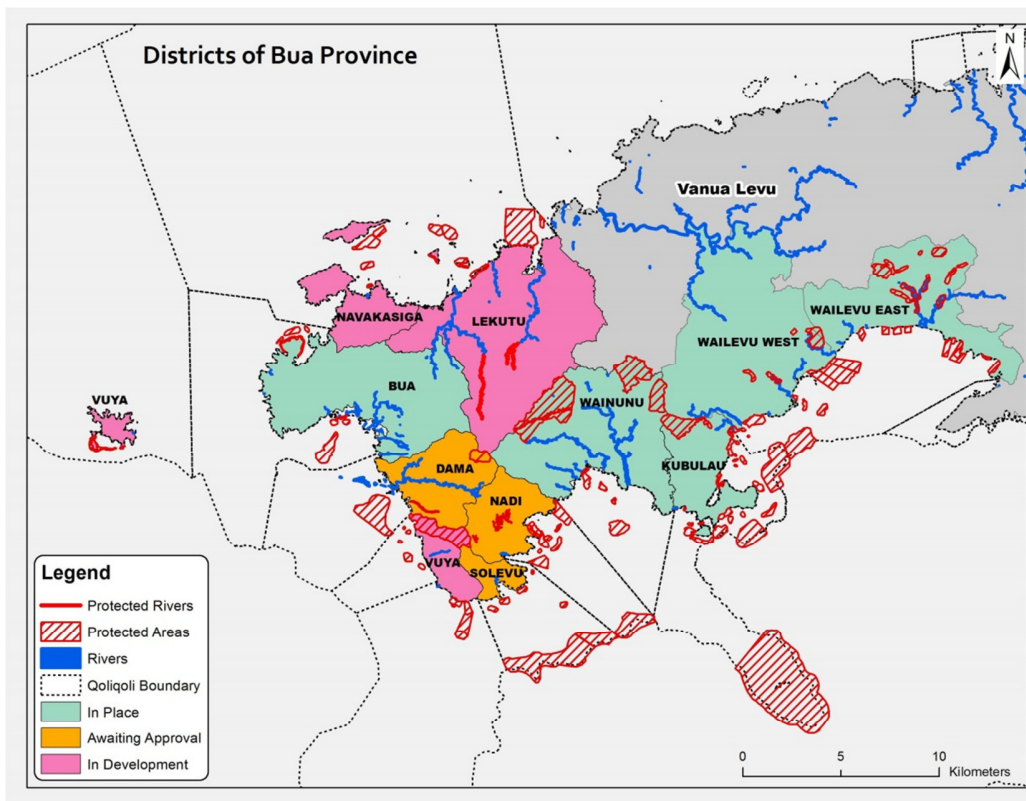 Districts of Bua Province
N
Vanua Levu
NAVAKASIGA
LEKUTU
WAILEVU EAST
WAILEVU WEST
BUA
VUYA
WAINUNU
DAMA
KUBULAU
NADI
VUYA
SOLEVU
Legend
Protected Rivers
Protected Areas
Rivers
Qoliqoli Boundary
In Place
Awaiting Approval
In Development
0 5 10
Kilometers